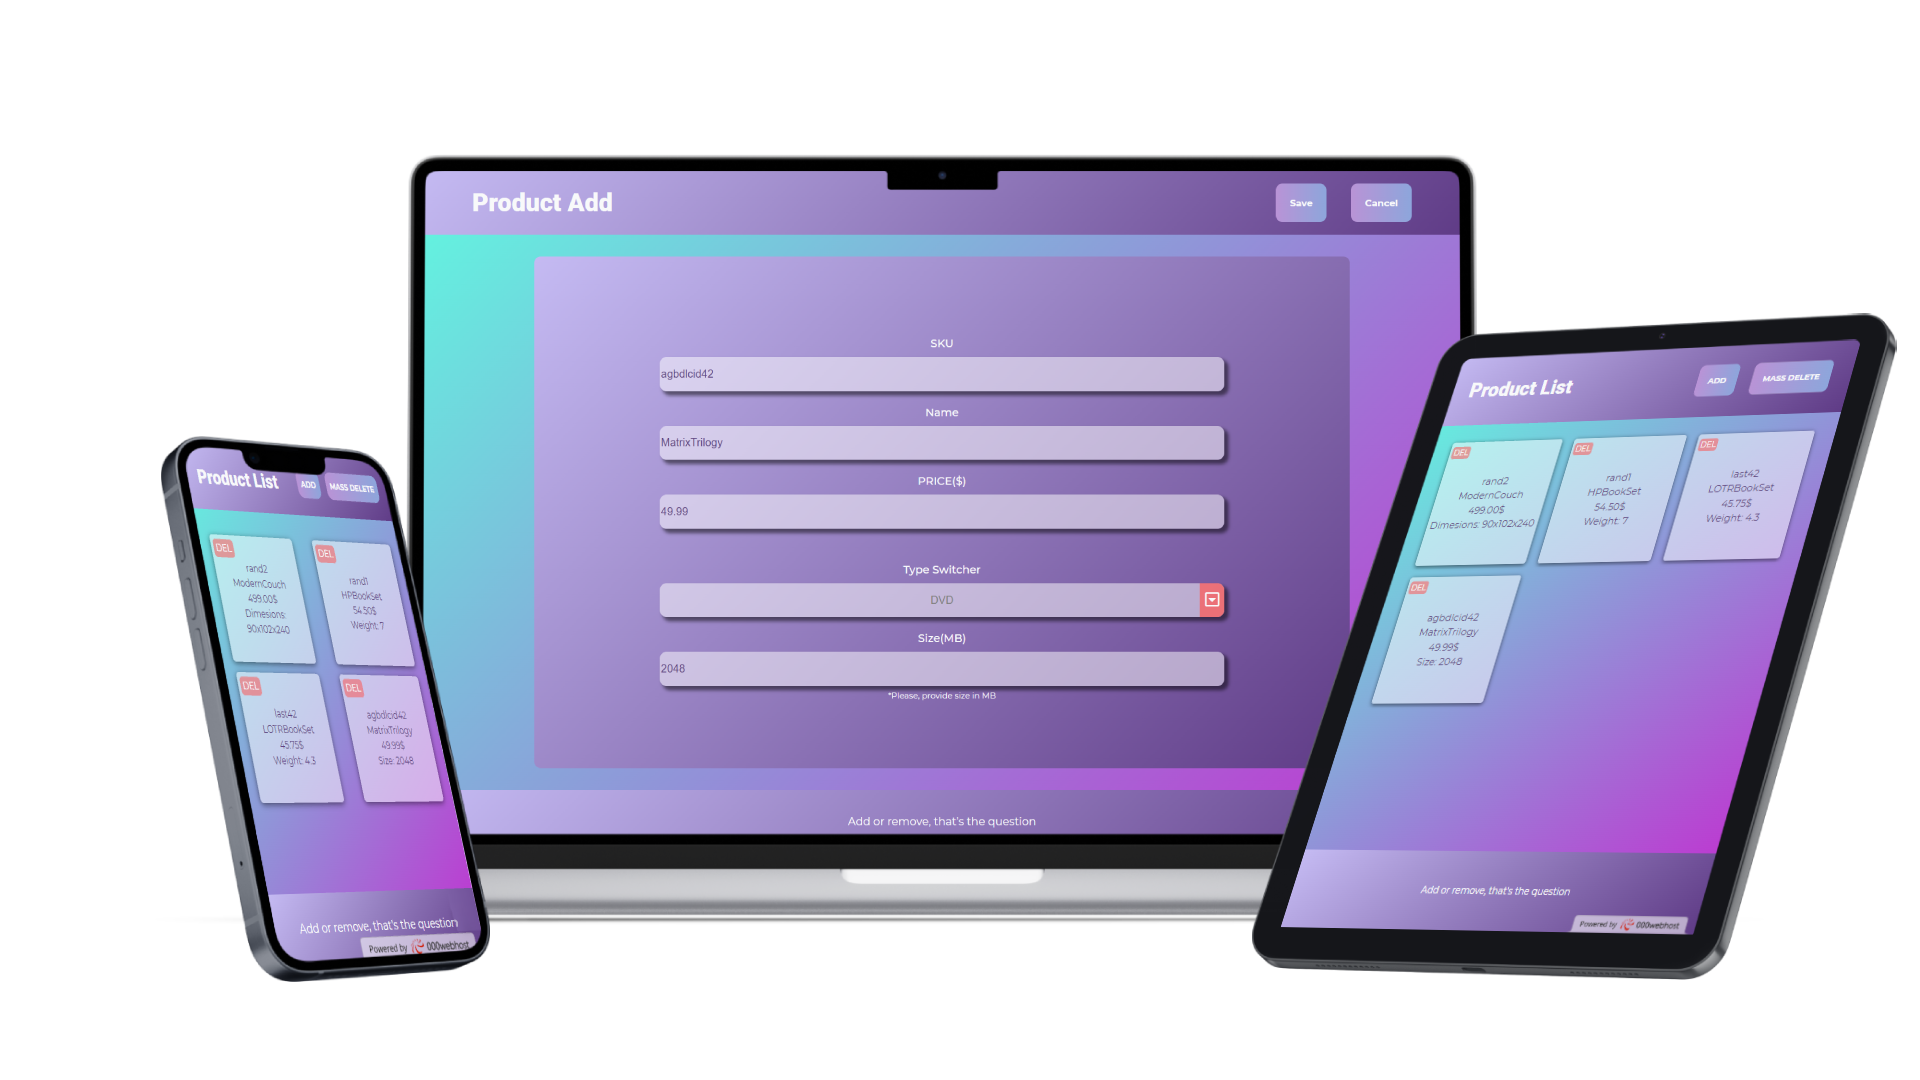 Product Add
Save
Cancel
SKU
agbdlcid42
Name
MatrixTrilogy
PRICE($)
49.99
Type Switcher
DVD
Size(MB)
2048
*Please, provide size in MB
Add or remove, that's the question
Product List
ADD
MASS DELETE
DEL
rand2
ModernCouch
499.00$
Dimesions:
90x102x240
DEL
rand1
HPBookSet
54.50$
Weight: 7
DEL
last42
LOTRBookSet
45.75$
Weight: 4.3
DEL
agbdlcid42
MatrixTrilogy
49.99$
Size: 2048
Add or remove, that's the question
Powered by 000webhost
Product List
ADD
MASS DELETE
DEL
rand2
ModernCouch
499.00$
Dimesions: 90x102x240
DEL
rand1
HPBookSet
54.50$
Weight: 7
DEL
last42
LOTRBookSet
45.75$
Weight: 4.3
DEL
agbdlcid42
MatrixTrilogy
49.99$
Size: 2048
Add or remove, that's the question
Powered by 000webhost